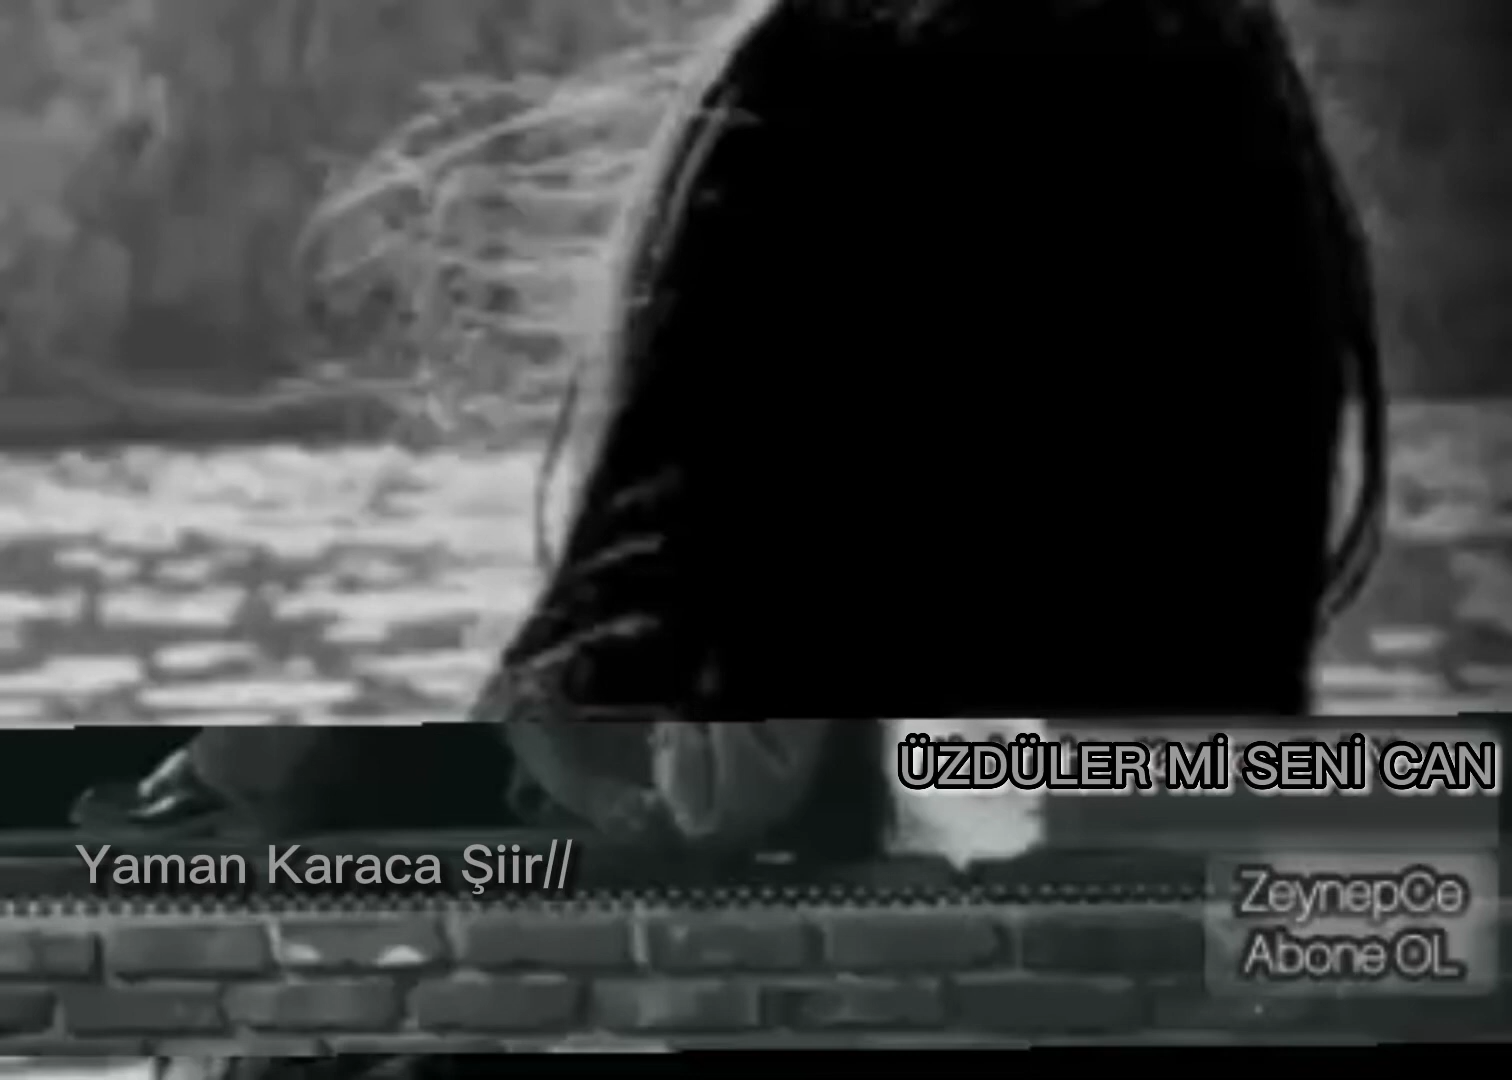 ÜZDÜLER Mİ SENİ CAN
Yaman Karaca Şiir//
ZeynepCe
Abone OL